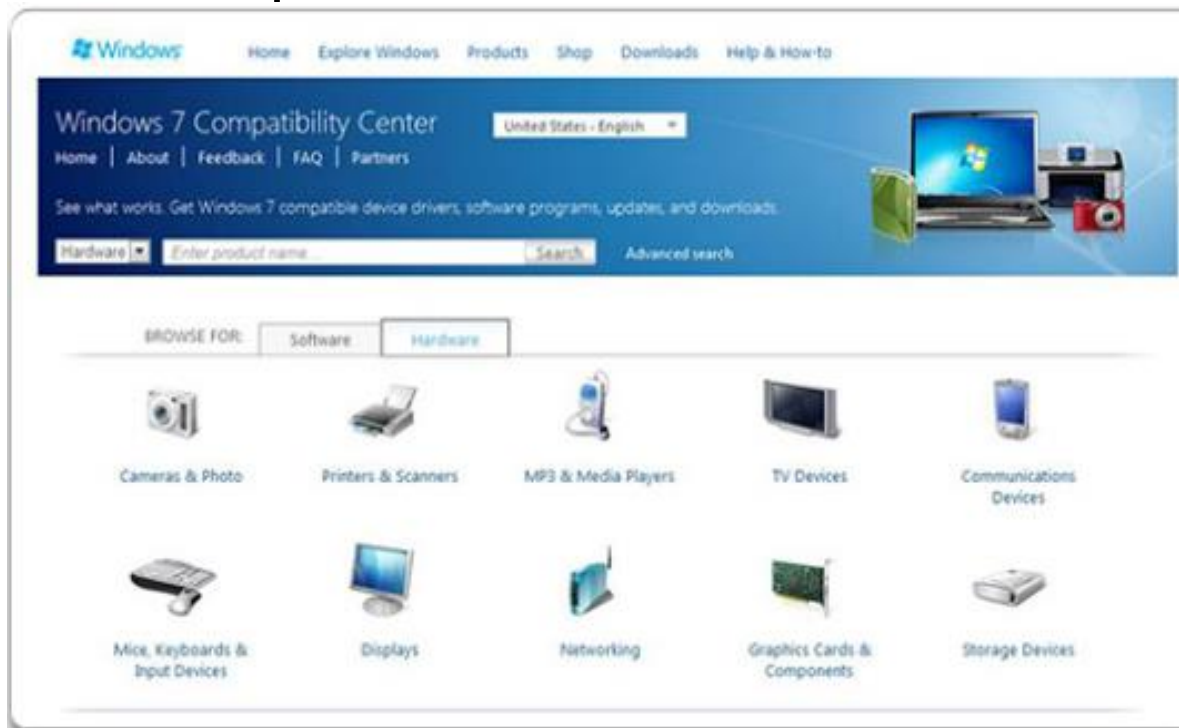 Windows Home Explore Windows Products Shop Downloads Help & How-to
Windows 7 Compatibility Center United States - English
Home | About | Feedback | FAQ | Partners
See what works. Get Windows 7 compatible device drivers, software programs, updates, and downloads.
Hardware Enter product name... Search Advanced search
BROWSE FOR: Software Hardware
Cameras & Photo Printers & Scanners MP3 & Media Players TV Devices Communications
Devices
Mice, Keyboards & Displays Networking Graphics Cards & Storage Devices
Input Devices Components